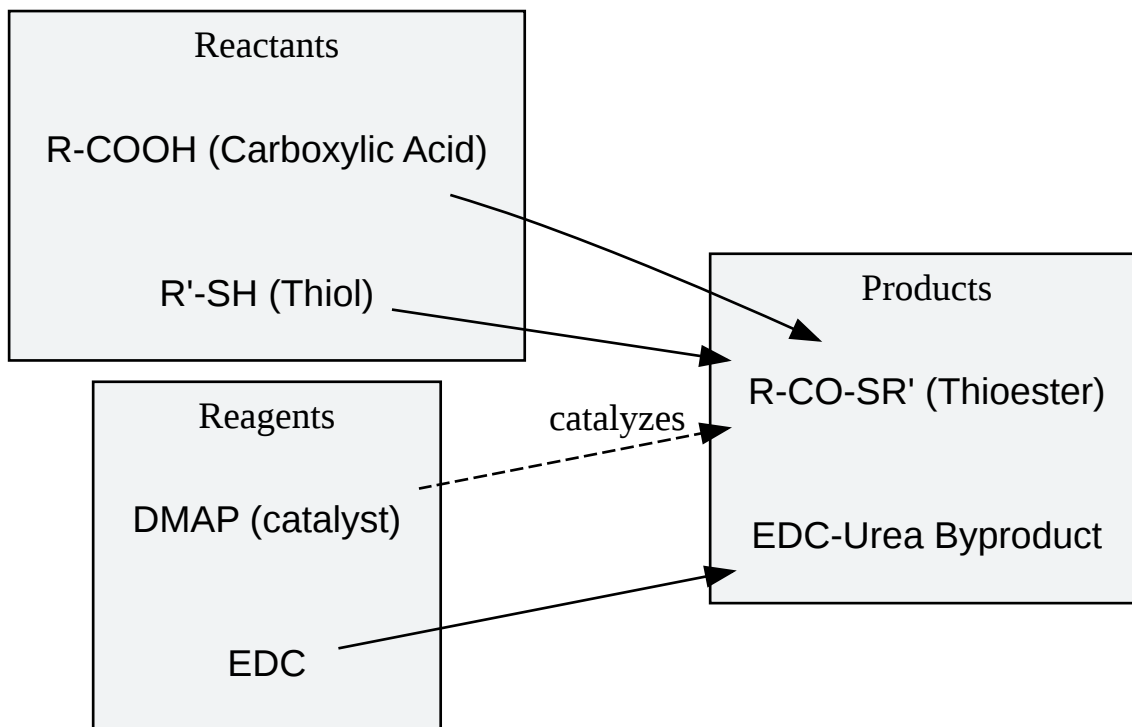 Reactants
R-COOH (Carboxylic Acid)
R'-SH (Thiol)
Reagents
DMAP (catalyst)
EDC
catalyzes
Products
R-CO-SR' (Thioester)
EDC-Urea Byproduct